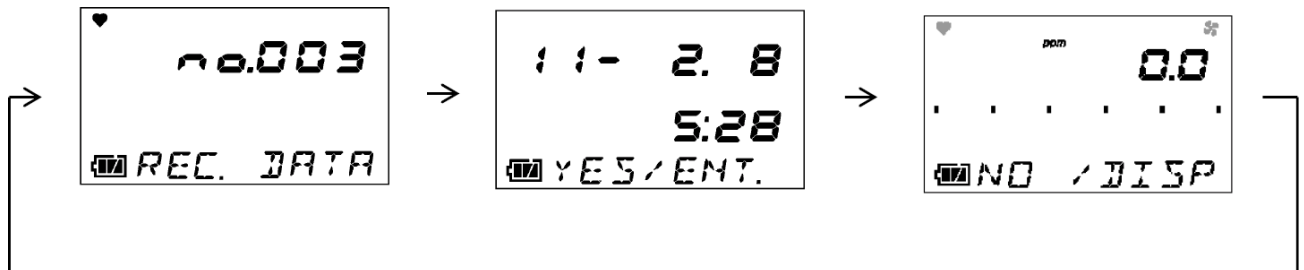 no.003
REC. DATA
11- 2. 8
5:28
YES/ENT.
ppm
0.0
NO /DISP